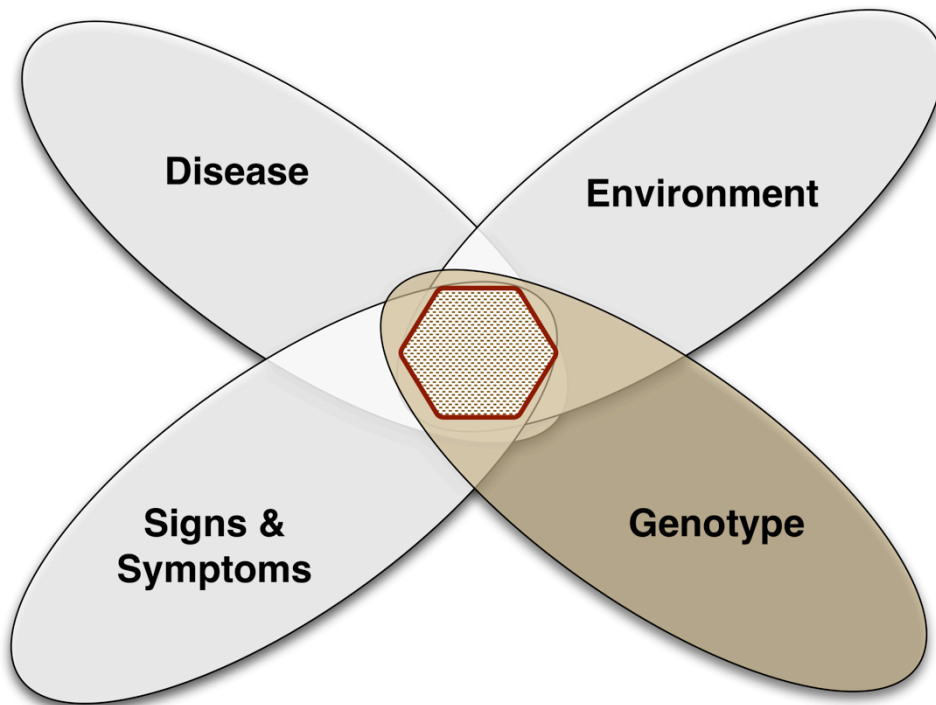 Disease
Environment
Signs &
Symptoms
Genotype